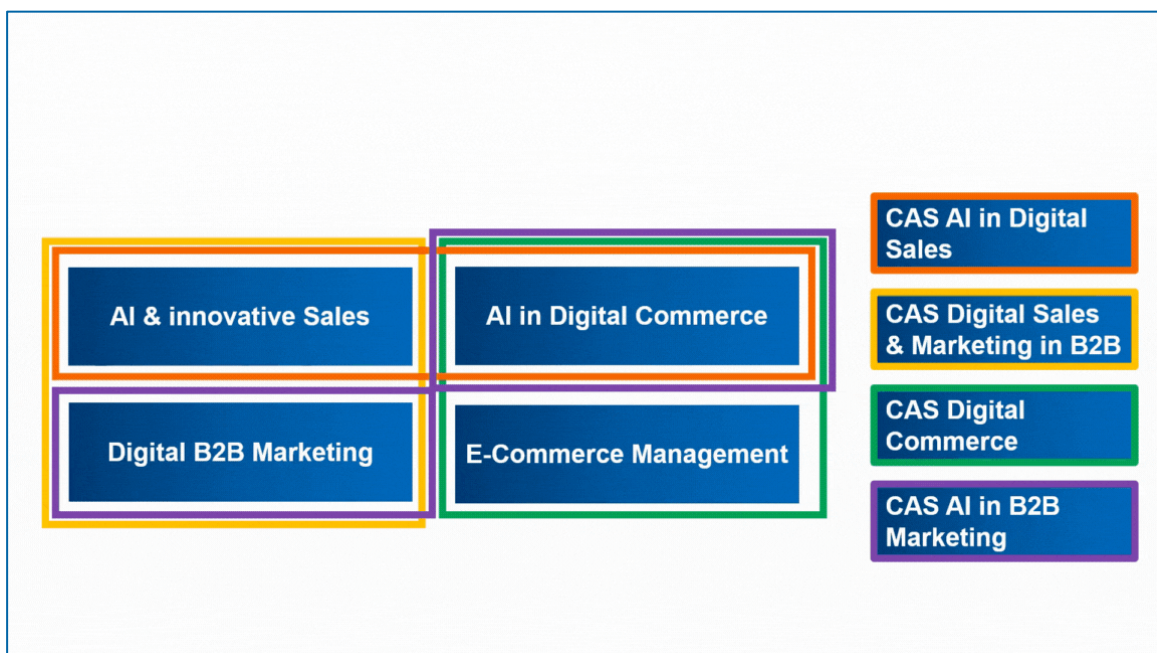 AI & innovative Sales
AI in Digital Commerce
Digital B2B Marketing
E-Commerce Management
CAS AI in Digital
Sales
CAS Digital Sales
& Marketing in B2B
CAS Digital
Commerce
CAS AI in B2B
Marketing